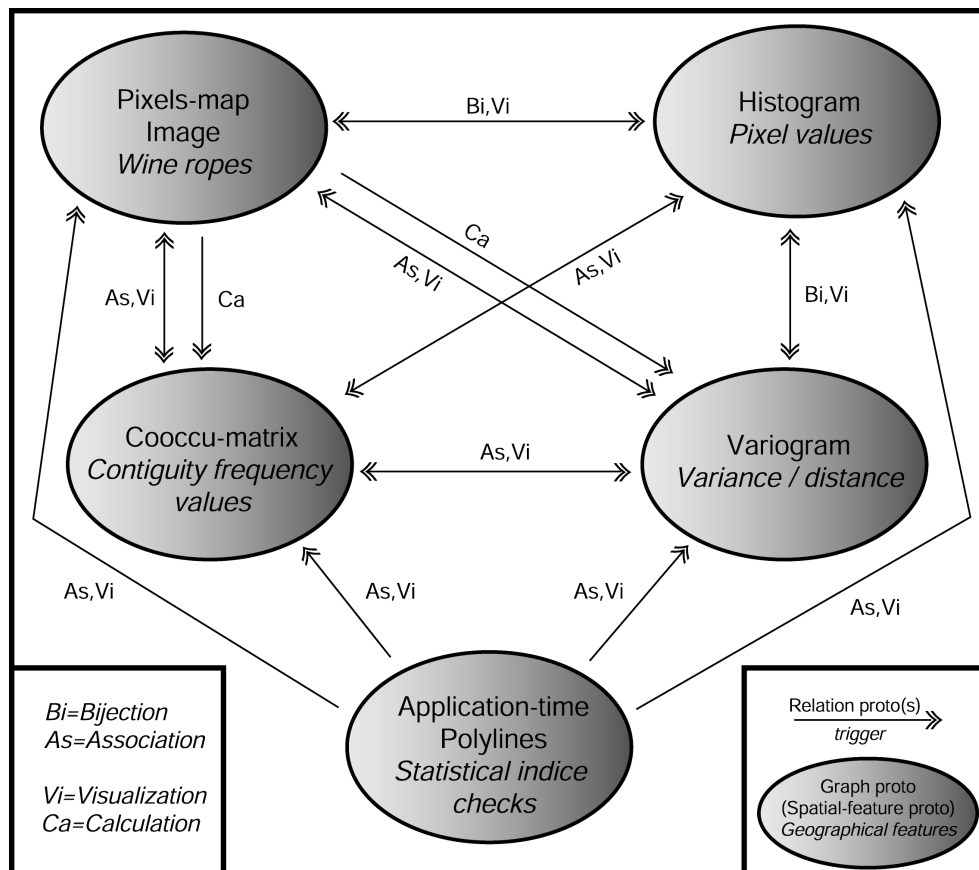 Pixels-map
Image
Wine ropes
Bi,Vi
Histogram
Pixel values
Ca
As,Vi
As,Vi
As,Vi
Ca
Bi,Vi
Cooccu-matrix
Contiguity frequency
values
As,Vi
Variogram
Variance / distance
As,Vi
As,Vi
As,Vi
As,Vi
Application-time
Polylines
Statistical indice
checks
Bi=Bijection
As=Association
Vi=Visualization
Ca=Calculation
Relation proto(s)
trigger
Graph proto
(Spatial-feature proto)
Geographical features